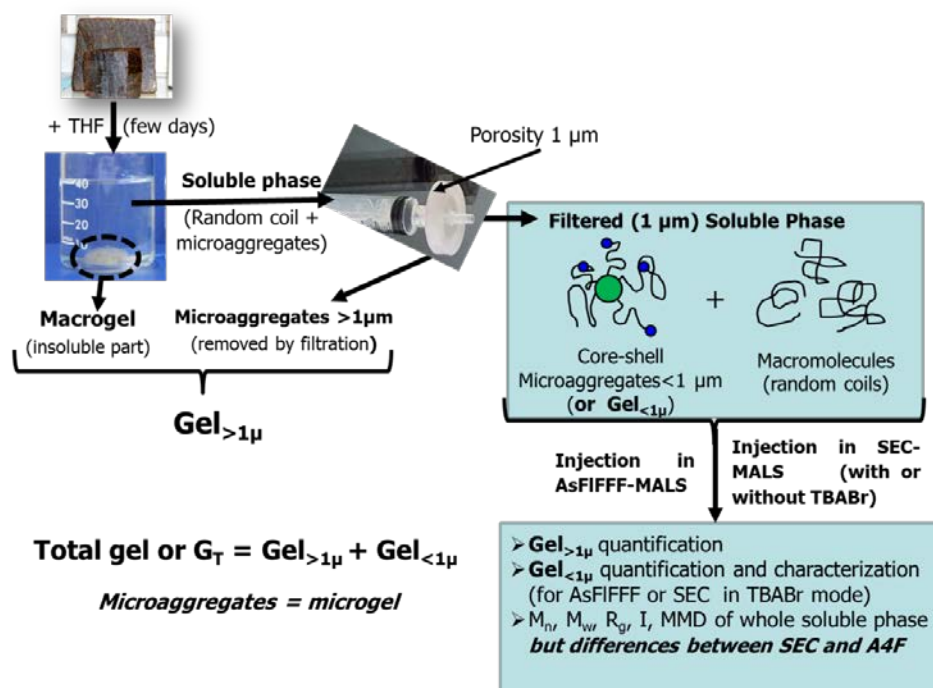 + THF (few days)
40
30
20
10
Soluble phase
(Random coil +
microaggregates)
Porosity 1 µm
Macrogel
(insoluble part)
Microaggregates >1µm
(removed by filtration)
Gel>1µ
Filtered (1 µm) Soluble Phase
+
Core-shell
Microaggregates<1 µm
(or Gel<1µ)
Macromolecules
(random coils)
Injection in
AsFlFFF-MALS
Injection in SEC-
MALS (with or
without TBABr)
Total gel or GT = Gel>1µ + Gel<1µ
Microaggregates = microgel
➢ Gel>1µ quantification
➢ Gel<1µ quantification and characterization
(for AsFlFFF or SEC in TBABr mode)
➢ Mn, Mw, Rg, I, MMD of whole soluble phase
but differences between SEC and A4F